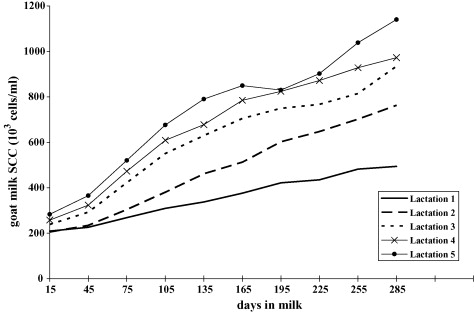 1200
1000
800
600
400
200
0
goat milk SCC (10³ cells/ml)
15 45 75 105 135 165 195 225 255 285
days in milk
Lactation 1
Lactation 2
Lactation 3
Lactation 4
Lactation 5